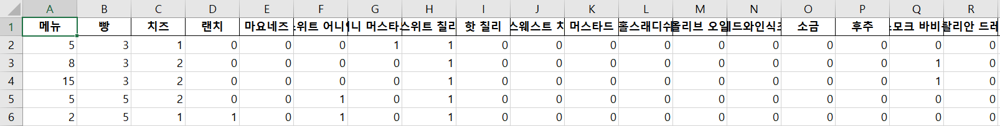 A B C D E F G H I J K L M N O P Q R
1 메뉴 빵 치즈 랜치 마요네즈 위트 어니 니 머스타 스위트 칠리 핫 칠리 스웨스트 치 머스타드 홀스래디쉬 올리브 오일 레드와인식초 소금 후추 모크 바비 탈리안 드레
2 5 3 1 0 0 0 1 1 0 0 0 0 0 0 0 0 0 0
3 8 3 2 0 0 0 0 1 0 0 0 0 0 0 0 0 1 0
4 15 3 2 0 0 0 0 1 0 0 0 0 0 0 0 0 1 0
5 5 5 2 0 0 1 0 1 0 0 0 0 0 0 0 0 0 0
6 2 5 1 1 0 1 0 1 0 0 0 0 0 0 0 0 0 0